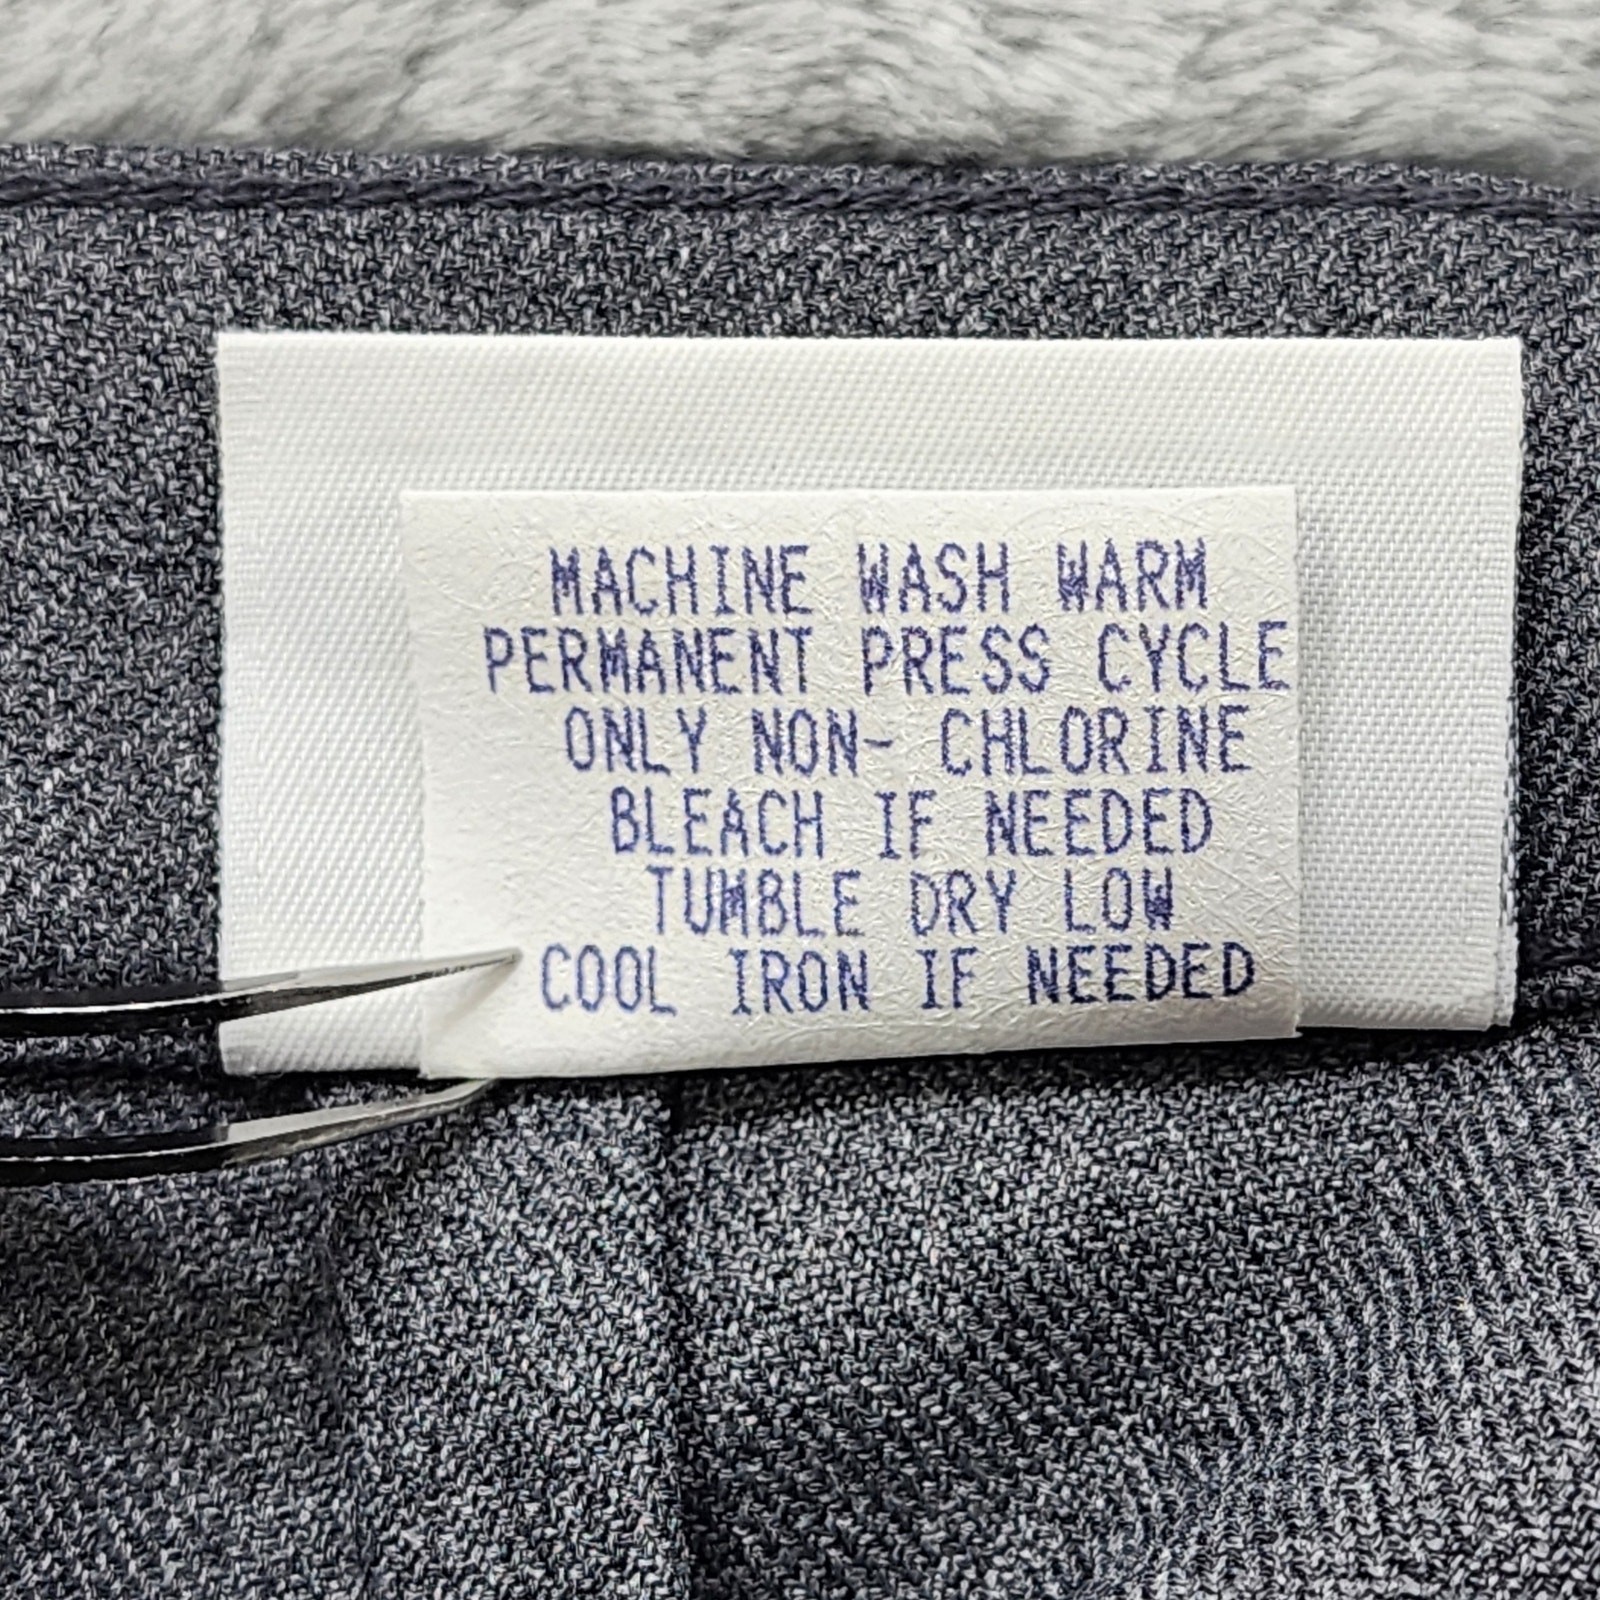 MACHINE WASH WARM
PERMANENT PRESS CYCLE
ONLY NON- CHLORINE
BLEACH IF NEEDED
TUMBLE DRY LOW
COOL IRON IF NEEDED